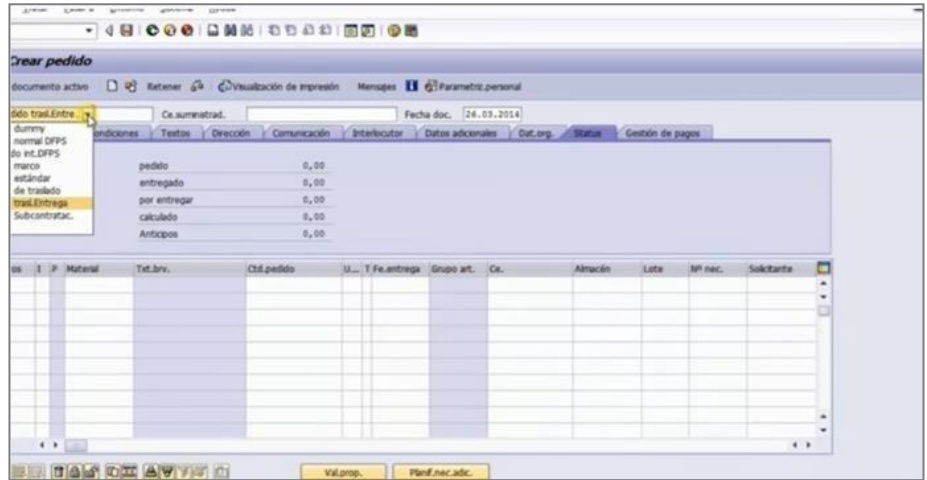 Crear pedido
documento activo Retener Visualización de impresión Mensajes Parametriz.personal
dido trasl.Entre.. Ce.suministrad. Fecha doc. 26.03.2014
dummy
normal DFPS
do int.DFPS
marco
estándar
de traslado
trasl.Entrega
Subcontratac.
ondiciones Textos Dirección Comunicación Interlocutor Datos adicionales Dat.org. Status Gestión de pagos
pedido 0,00
entregado 0,00
por entregar 0,00
calculado 0,00
Anticipos 0,00
os I P Material Txt.brv. Ctd.pedido U... T Fe.entrega Grupo art. Ce. Almacén Lote Nº nec. Solicitante
Val.prop. Planif.nec.adic.